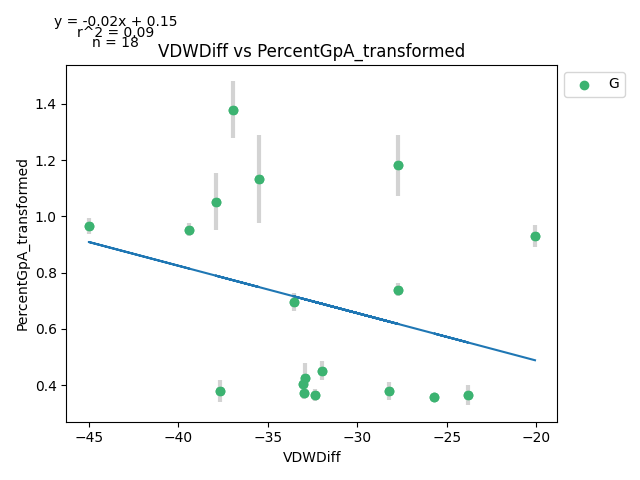 y = -0.02x + 0.15
r^2 = 0.09
n = 18
VDWDiff vs PercentGpA_transformed
G
1.4
1.2
1.0
0.8
0.6
0.4
PercentGpA_transformed
−45
−40
−35
−30
−25
−20
VDWDiff